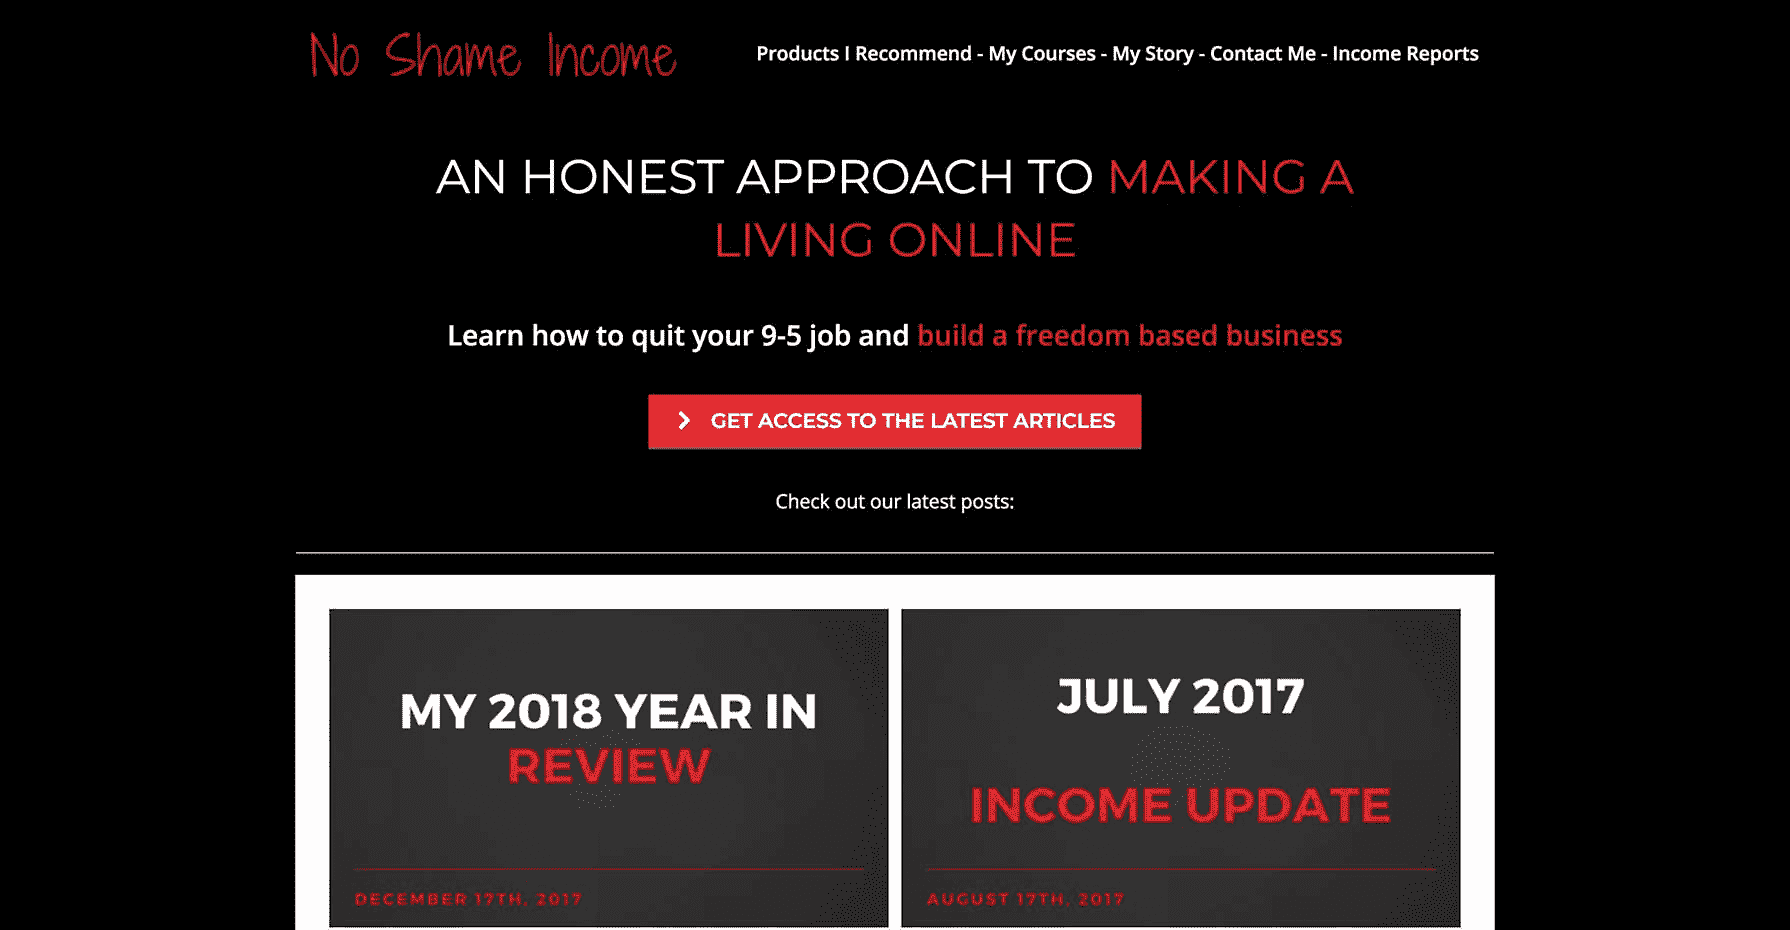 No Shame Income
Products I Recommend - My Courses - My Story - Contact Me - Income Reports
AN HONEST APPROACH TO MAKING A
LIVING ONLINE
Learn how to quit your 9-5 job and build a freedom based business
GET ACCESS TO THE LATEST ARTICLES
Check out our latest posts:
MY 2018 YEAR IN
REVIEW
DECEMBER 17TH, 2017
JULY 2017
INCOME UPDATE
AUGUST 17TH, 2017